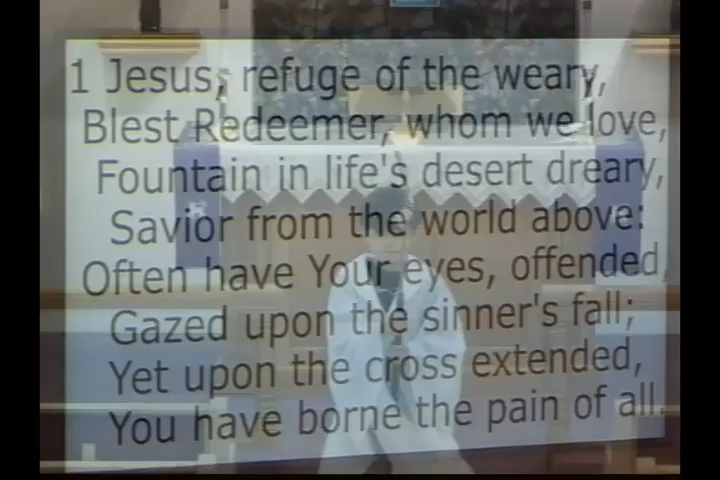 1 Jesus, refuge of the weary,
Blest Redeemer, whom we love,
Fountain in life's desert dreary,
Savior from the world above:
Often have Your eyes, offended,
Gazed upon the sinner's fall;
Yet upon the cross extended,
You have borne the pain of all.